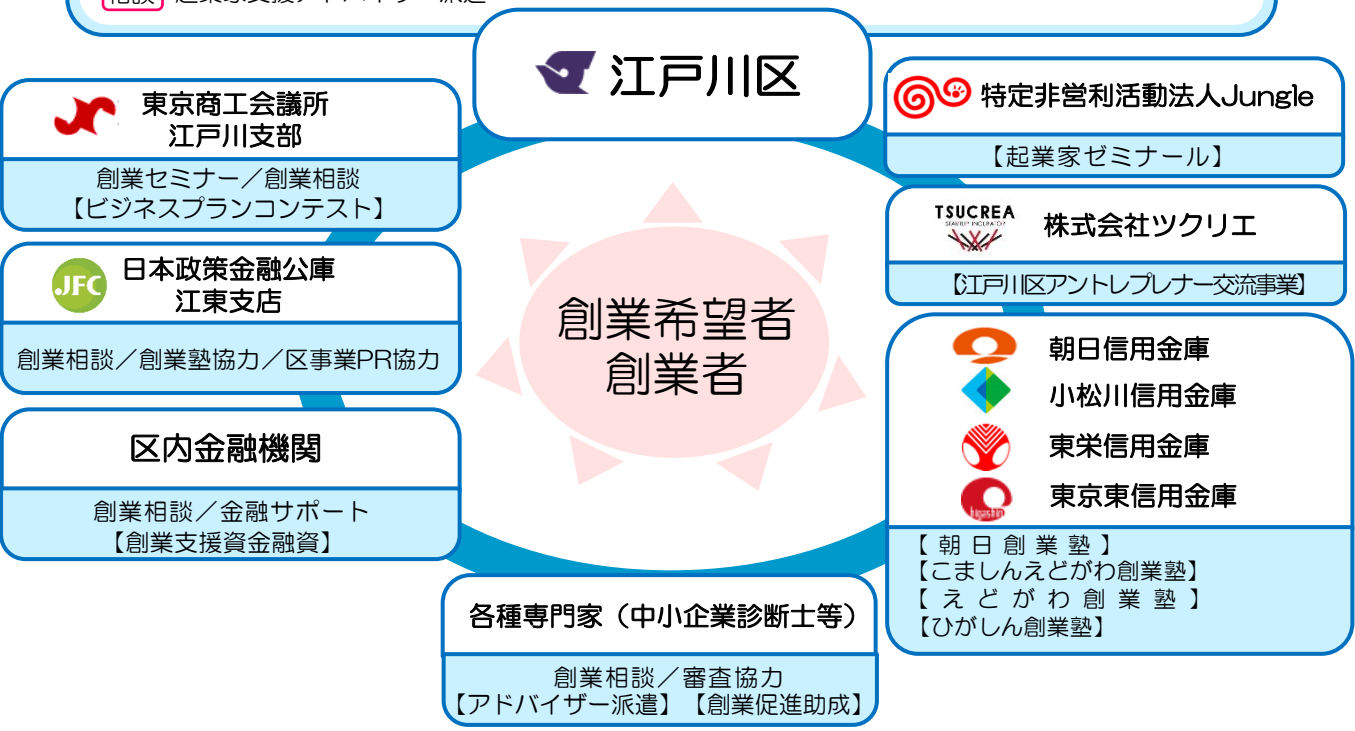 江戸川区
東京商工会議所
江戸川支部
創業セミナー／創業相談
【ビジネスプランコンテスト】
JFC
日本政策金融公庫
江東支店
創業相談／創業塾協力／区事業PR協力
区内金融機関
創業相談／金融サポート
【創業支援資金融資】
創業希望者
創業者
特定非営利活動法人Jungle
【起業家ゼミナール】
TSUCREA
STARTUP INCUBATOR
株式会社ツクリエ
【江戸川区アントレプレナー交流事業】
朝日信用金庫
小松川信用金庫
東栄信用金庫
higashin
東京東信用金庫
【朝日創業塾】
【こましんえどがわ創業塾】
【えどがわ創業塾】
【ひがしん創業塾】
各種専門家（中小企業診断士等）
創業相談／審査協力
【アドバイザー派遣】【創業促進助成】